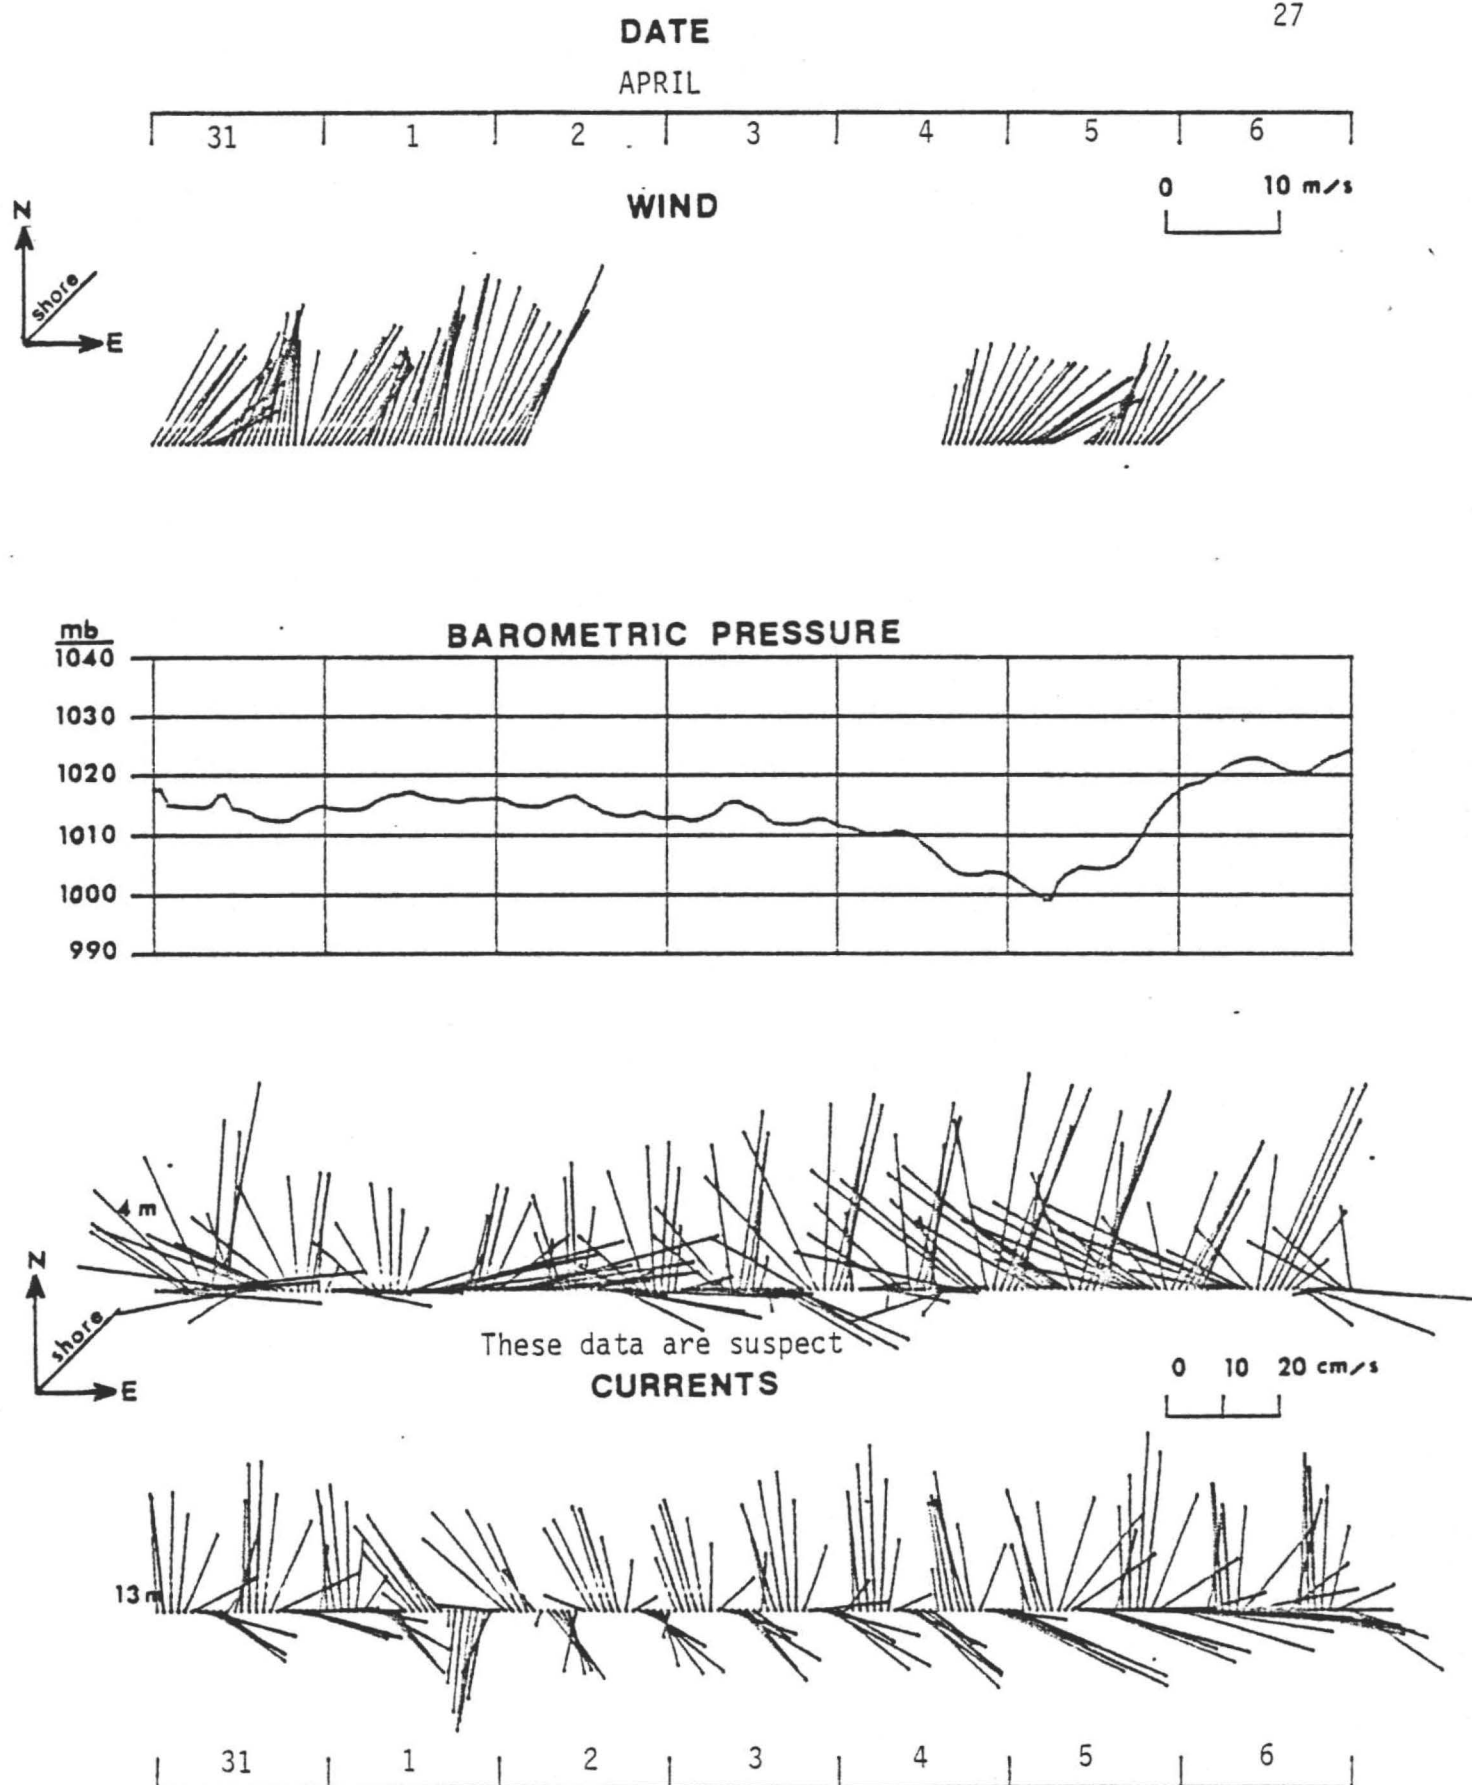 27
DATE
APRIL
31 1 2 3 4 5 6
0 10 m/s
WIND
N
shore
E
mb
BAROMETRIC PRESSURE
1040
1030
1020
1010
1000
990
4 m
N
shore
E
These data are suspect
0 10 20 cm/s
CURRENTS
13 m
31 1 2 3 4 5 6